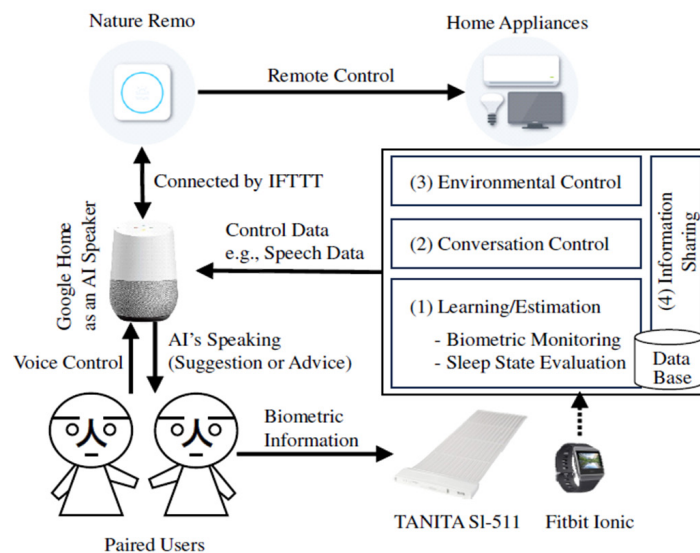 Nature Remo
Home Appliances
Remote Control
Connected by IFTTT
Google Home
as an AI Speaker
Control Data
e.g., Speech Data
(3) Environmental Control
(2) Conversation Control
(1) Learning/Estimation
- Biometric Monitoring
- Sleep State Evaluation
(4) Information
Sharing
Data
Base
Voice Control
AI's Speaking
(Suggestion or Advice)
Biometric
Information
TANITA Sl-511
Fitbit Ionic
Paired Users